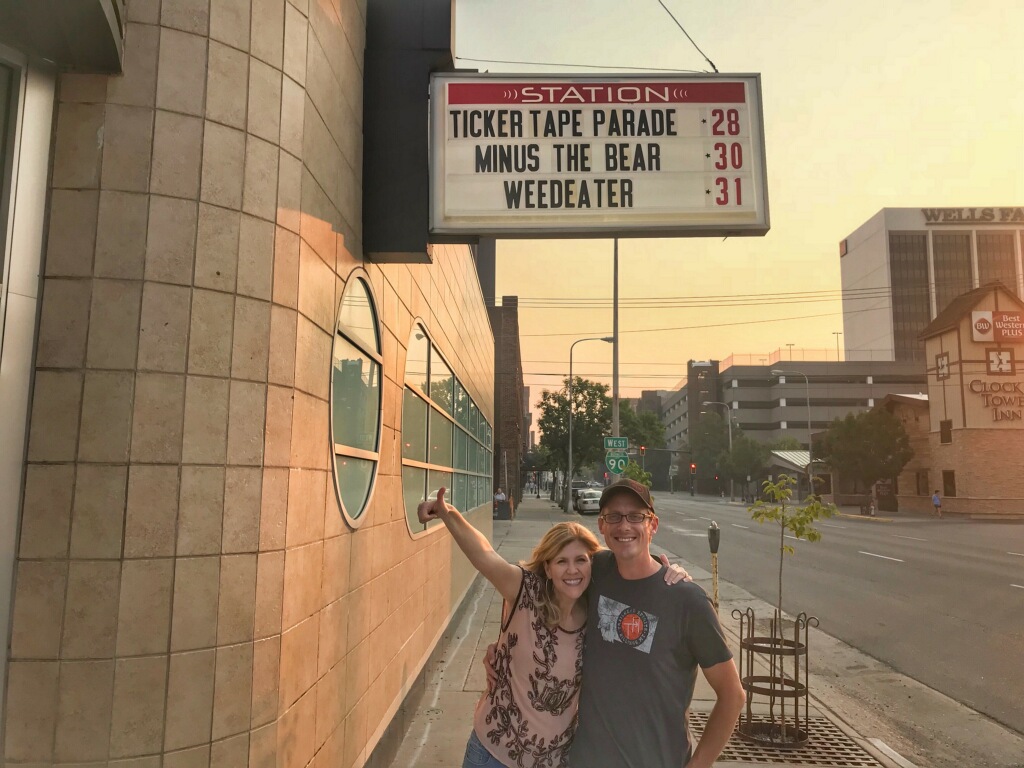 STATION
TICKER TAPE PARADE *28
MINUS THE BEAR *30
WEEDEATER *31
WELLS FA
BW Best Western PLUS
CLOCK
TOWER
INN
WEST
90